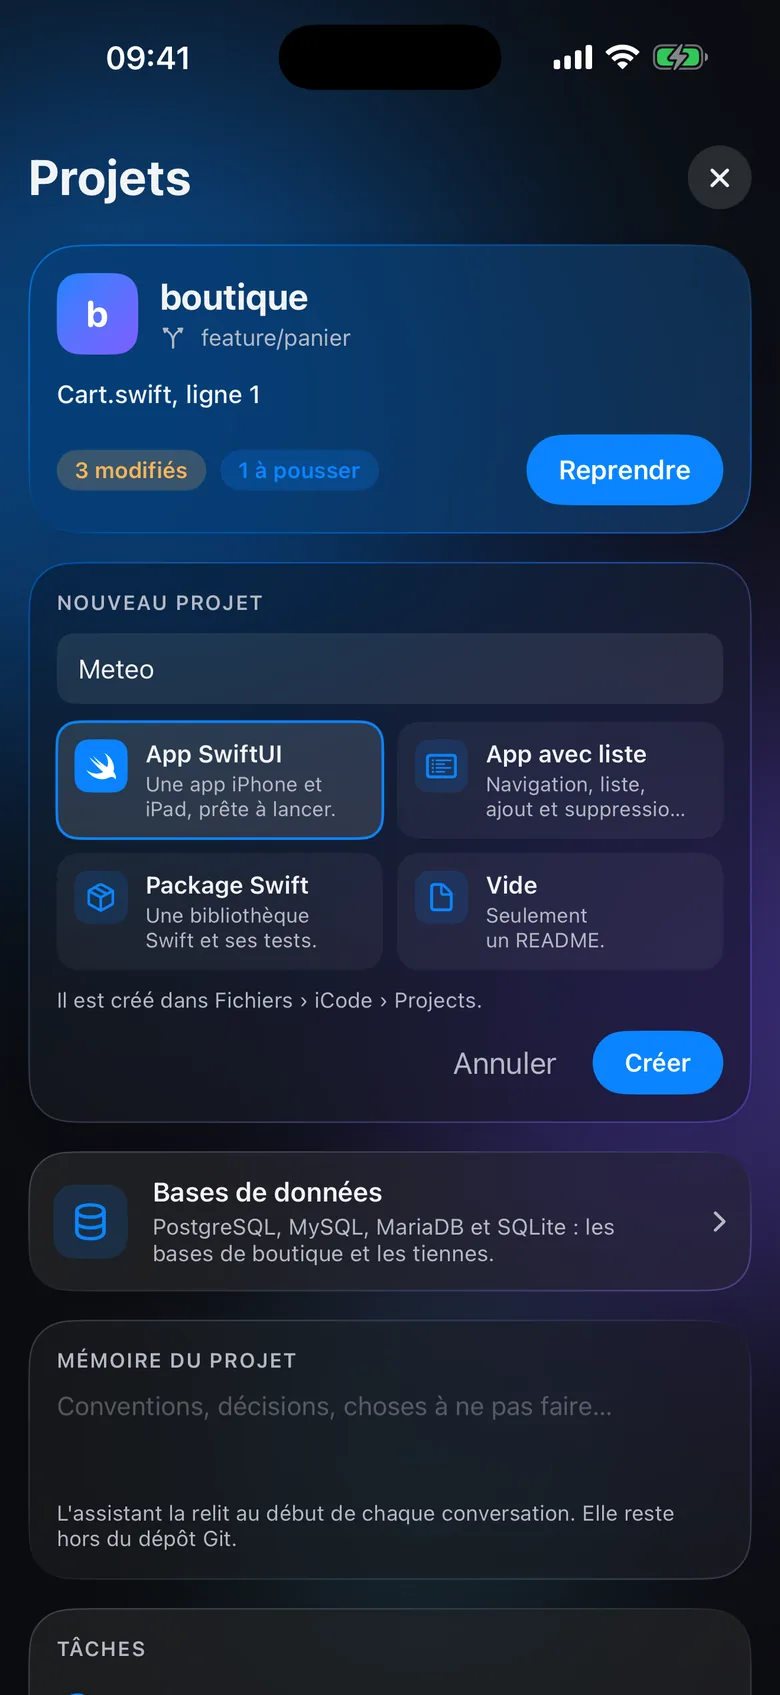 09:41
Projets
b
boutique
feature/panier
Cart.swift, ligne 1
3 modifiés
1 à pousser
Reprendre
NOUVEAU PROJET
Meteo
App SwiftUI
Une app iPhone et
iPad, prête à lancer.
App avec liste
Navigation, liste,
ajout et suppressio...
Package Swift
Une bibliothèque
Swift et ses tests.
Vide
Seulement
un README.
Il est créé dans Fichiers › iCode › Projects.
Annuler
Créer
Bases de données
PostgreSQL, MySQL, MariaDB et SQLite : les
bases de boutique et les tiennes.
MÉMOIRE DU PROJET
Conventions, décisions, choses à ne pas faire...
L'assistant la relit au début de chaque conversation. Elle reste
hors du dépôt Git.
TÂCHES